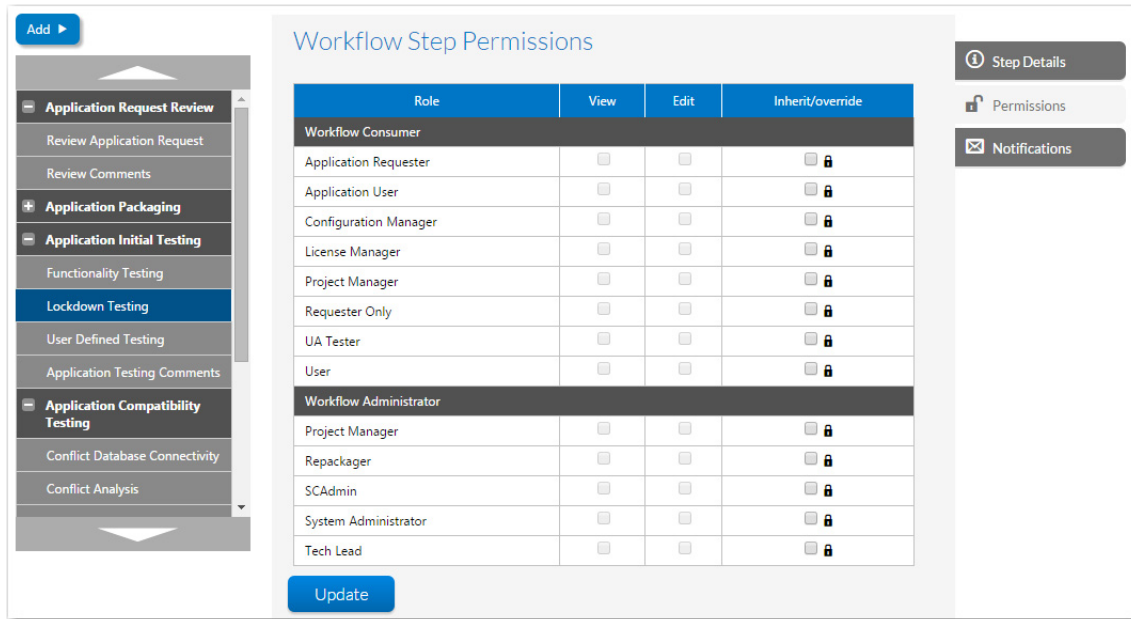 Add
Workflow Step Permissions
Application Request Review
Review Application Request
Review Comments
Application Packaging
Application Initial Testing
Functionality Testing
Lockdown Testing
User Defined Testing
Application Testing Comments
Application Compatibility
Testing
Conflict Database Connectivity
Conflict Analysis
Role View Edit Inherit/override
Workflow Consumer
Application Requester
Application User
Configuration Manager
License Manager
Project Manager
Requester Only
UA Tester
User
Workflow Administrator
Project Manager
Repackager
SCAdmin
System Administrator
Tech Lead
Update
Step Details
Permissions
Notifications